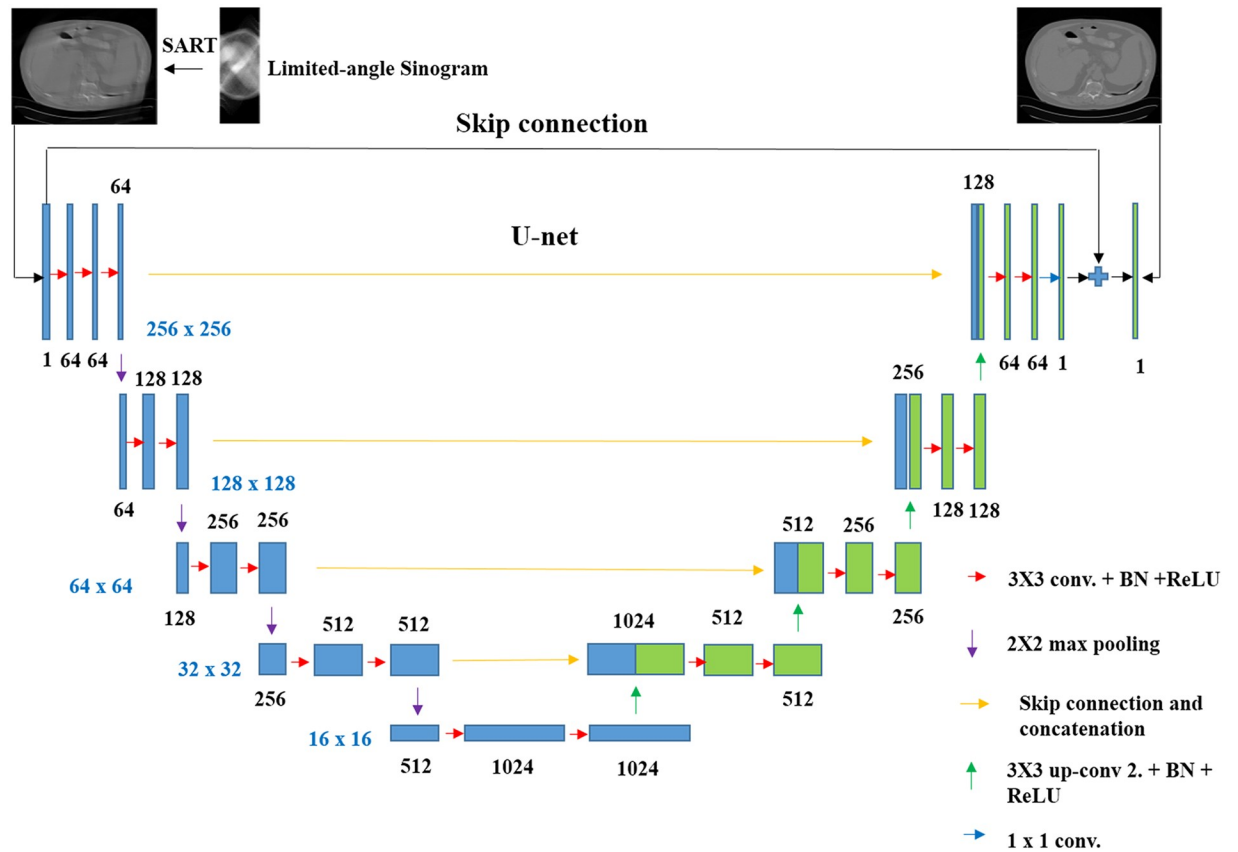 SART
Limited-angle Sinogram
Skip connection
64
128
U-net
256 x 256
1 64 64
64 64 1
1
128 128
256
64
128 x 128
128 128
256 256
512 256
64 x 64
128
256
3X3 conv. + BN +ReLU
512 512
1024 512
32 x 32
256
512
2X2 max pooling
Skip connection and
concatenation
16 x 16
512 1024 1024
3X3 up-conv 2. + BN +
ReLU
1 x 1 conv.